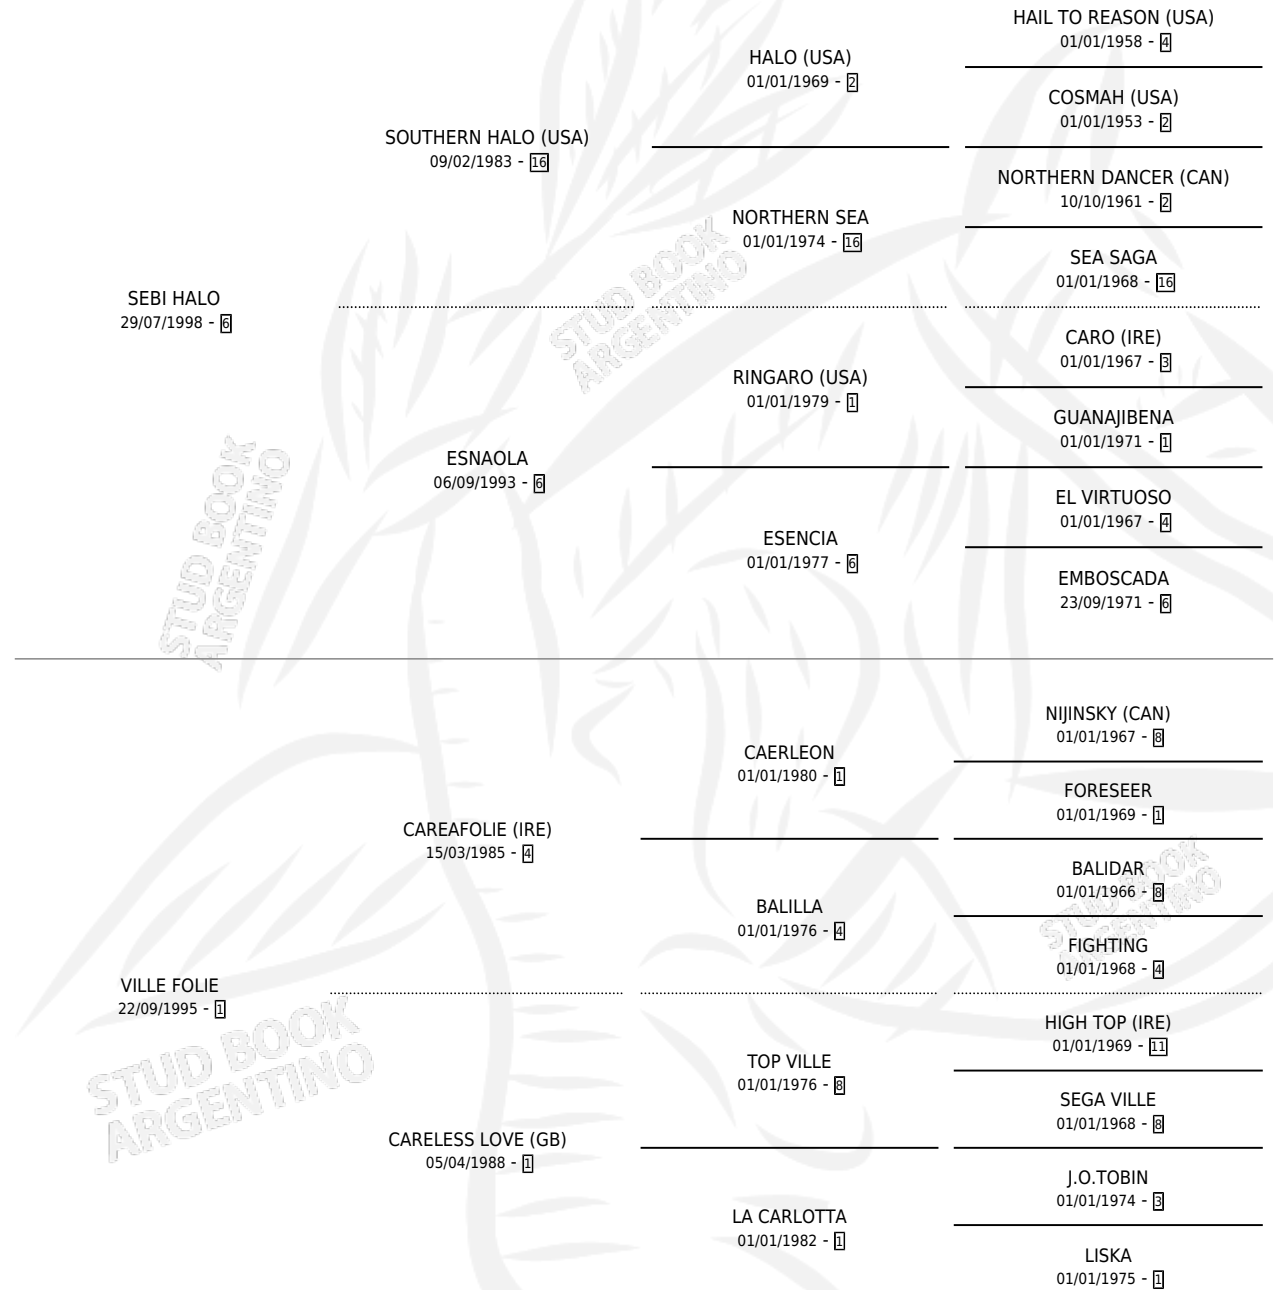 HAIL TO REASON (USA)
01/01/1958 - 4
HALO (USA)
01/01/1969 - 2
COSMAH (USA)
01/01/1953 - 2
SOUTHERN HALO (USA)
09/02/1983 - 16
NORTHERN DANCER (CAN)
10/10/1961 - 2
NORTHERN SEA
01/01/1974 - 16
SEA SAGA
01/01/1968 - 16
SEBI HALO
29/07/1998 - 6
CARO (IRE)
01/01/1967 - 3
RINGARO (USA)
01/01/1979 - 1
GUANAJIBENA
01/01/1971 - 1
ESNAOLA
06/09/1993 - 6
EL VIRTUOSO
01/01/1967 - 4
ESENCIA
01/01/1977 - 6
EMBOSCADA
23/09/1971 - 6
NIJINSKY (CAN)
01/01/1967 - 8
CAERLEON
01/01/1980 - 1
FORESEER
01/01/1969 - 1
CAREAFOLIE (IRE)
15/03/1985 - 4
BALIDAR
01/01/1966 - 8
BALILLA
01/01/1976 - 4
FIGHTING
01/01/1968 - 4
VILLE FOLIE
22/09/1995 - 1
HIGH TOP (IRE)
01/01/1969 - 11
TOP VILLE
01/01/1976 - 8
SEGA VILLE
01/01/1968 - 8
CARELESS LOVE (GB)
05/04/1988 - 1
J.O.TOBIN
01/01/1974 - 3
LA CARLOTTA
01/01/1982 - 1
LISKA
01/01/1975 - 1
STUD BOOK
ARGENTINO
STUD BOOK
ARGENTINO
STUD BOOK
ARGENTINO
STUD BOOK
ARGENTINO